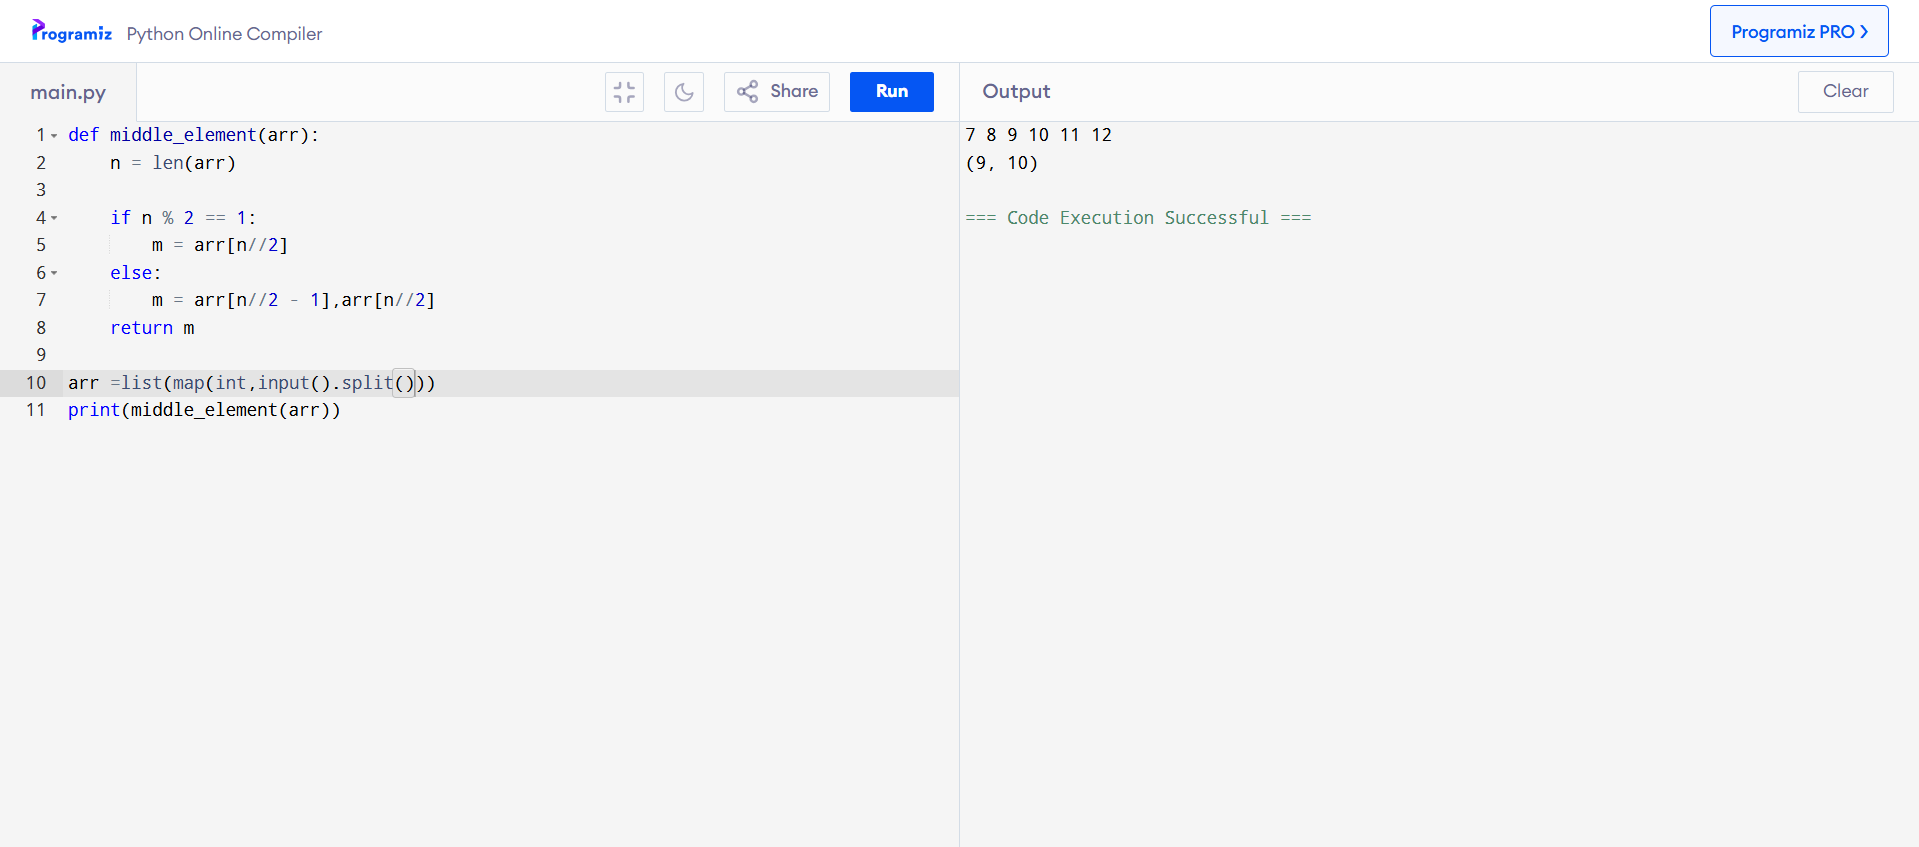 Programiz Python Online Compiler
Programiz PRO ❯
main.py
Share
Run
Output
Clear
1 def middle_element(arr):
2     n = len(arr)
3
4     if n % 2 == 1:
5         m = arr[n//2]
6     else:
7         m = arr[n//2 - 1],arr[n//2]
8     return m
9
10 arr =list(map(int,input().split()))
11 print(middle_element(arr))
7 8 9 10 11 12
(9, 10)
=== Code Execution Successful ===